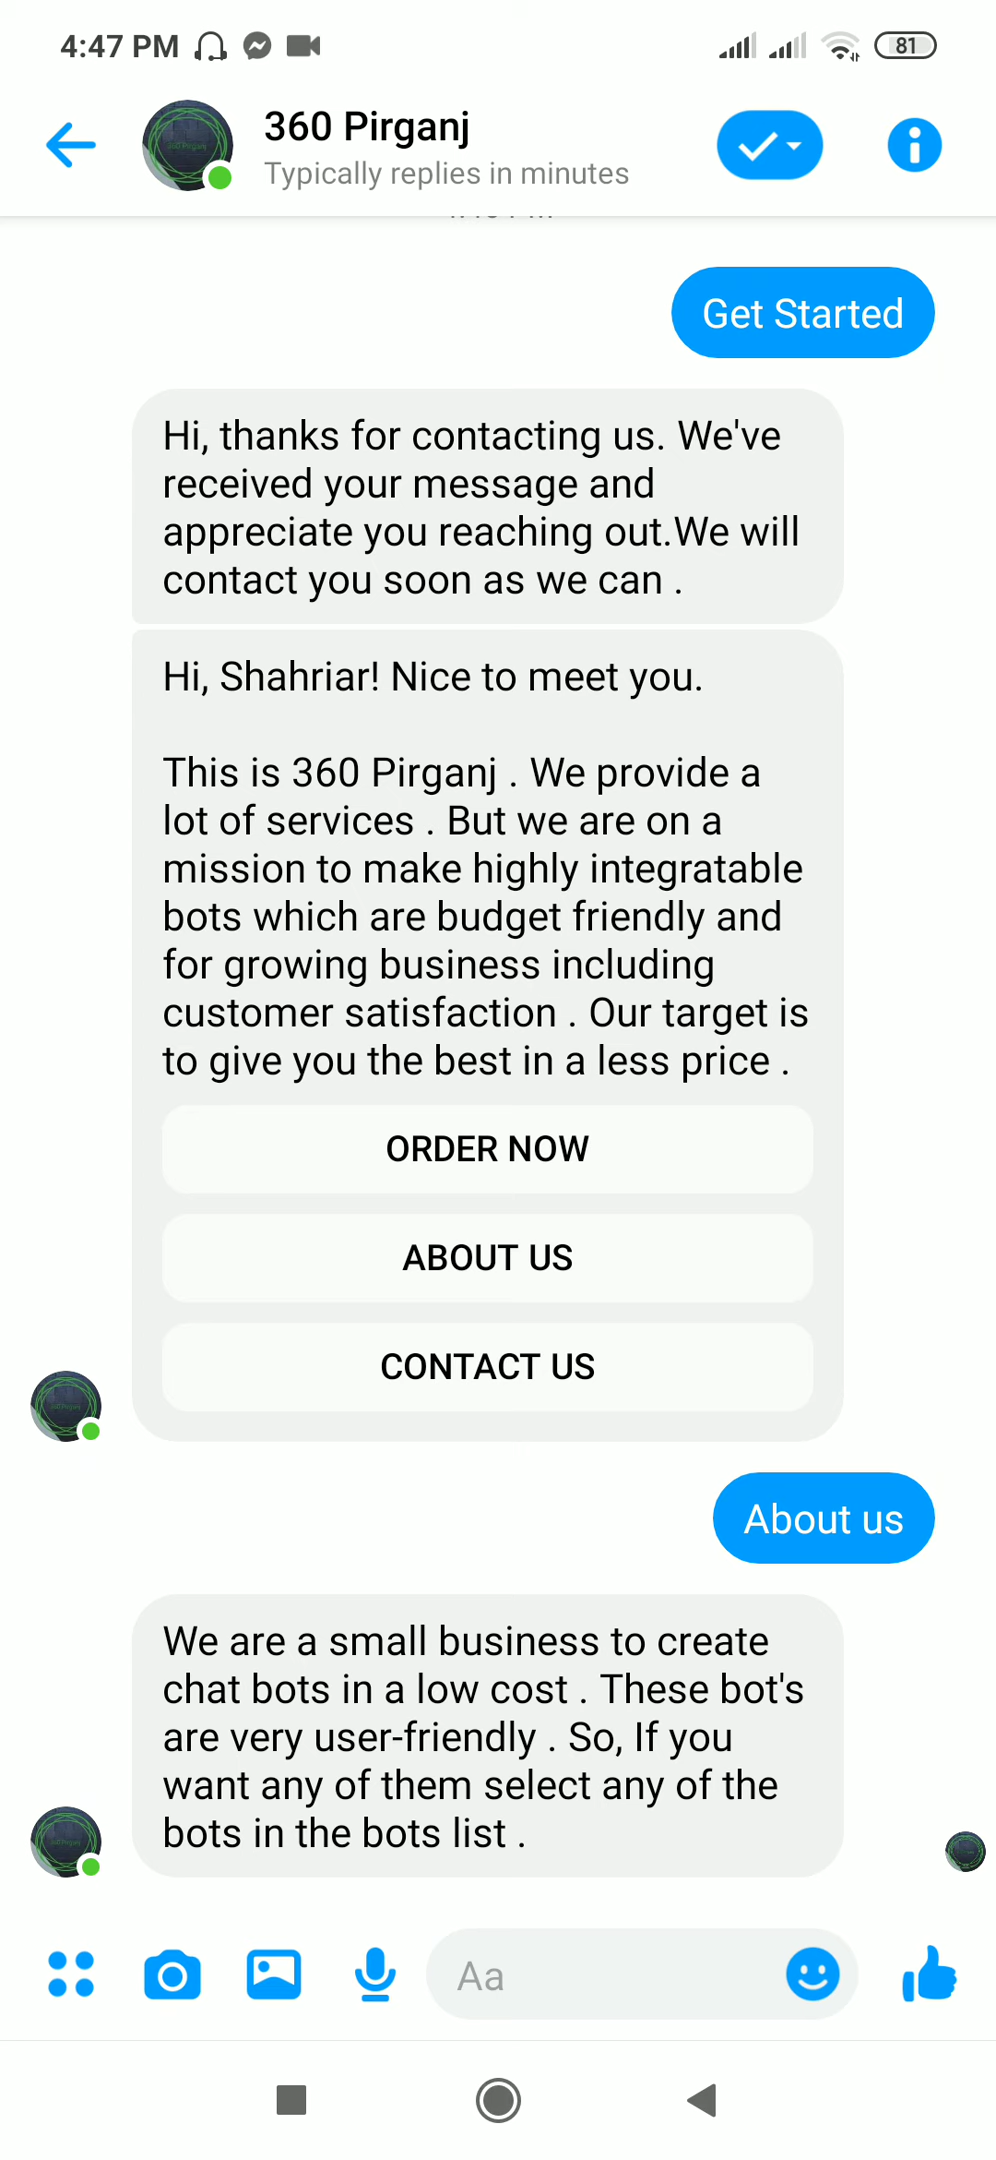 4:47 PM
81
360 Pirganj
Typically replies in minutes
Get Started
Hi, thanks for contacting us. We've
received your message and
appreciate you reaching out.We will
contact you soon as we can .
Hi, Shahriar! Nice to meet you.
This is 360 Pirganj . We provide a
lot of services . But we are on a
mission to make highly integratable
bots which are budget friendly and
for growing business including
customer satisfaction . Our target is
to give you the best in a less price .
ORDER NOW
ABOUT US
CONTACT US
About us
We are a small business to create
chat bots in a low cost . These bot's
are very user-friendly . So, If you
want any of them select any of the
bots in the bots list .
Aa